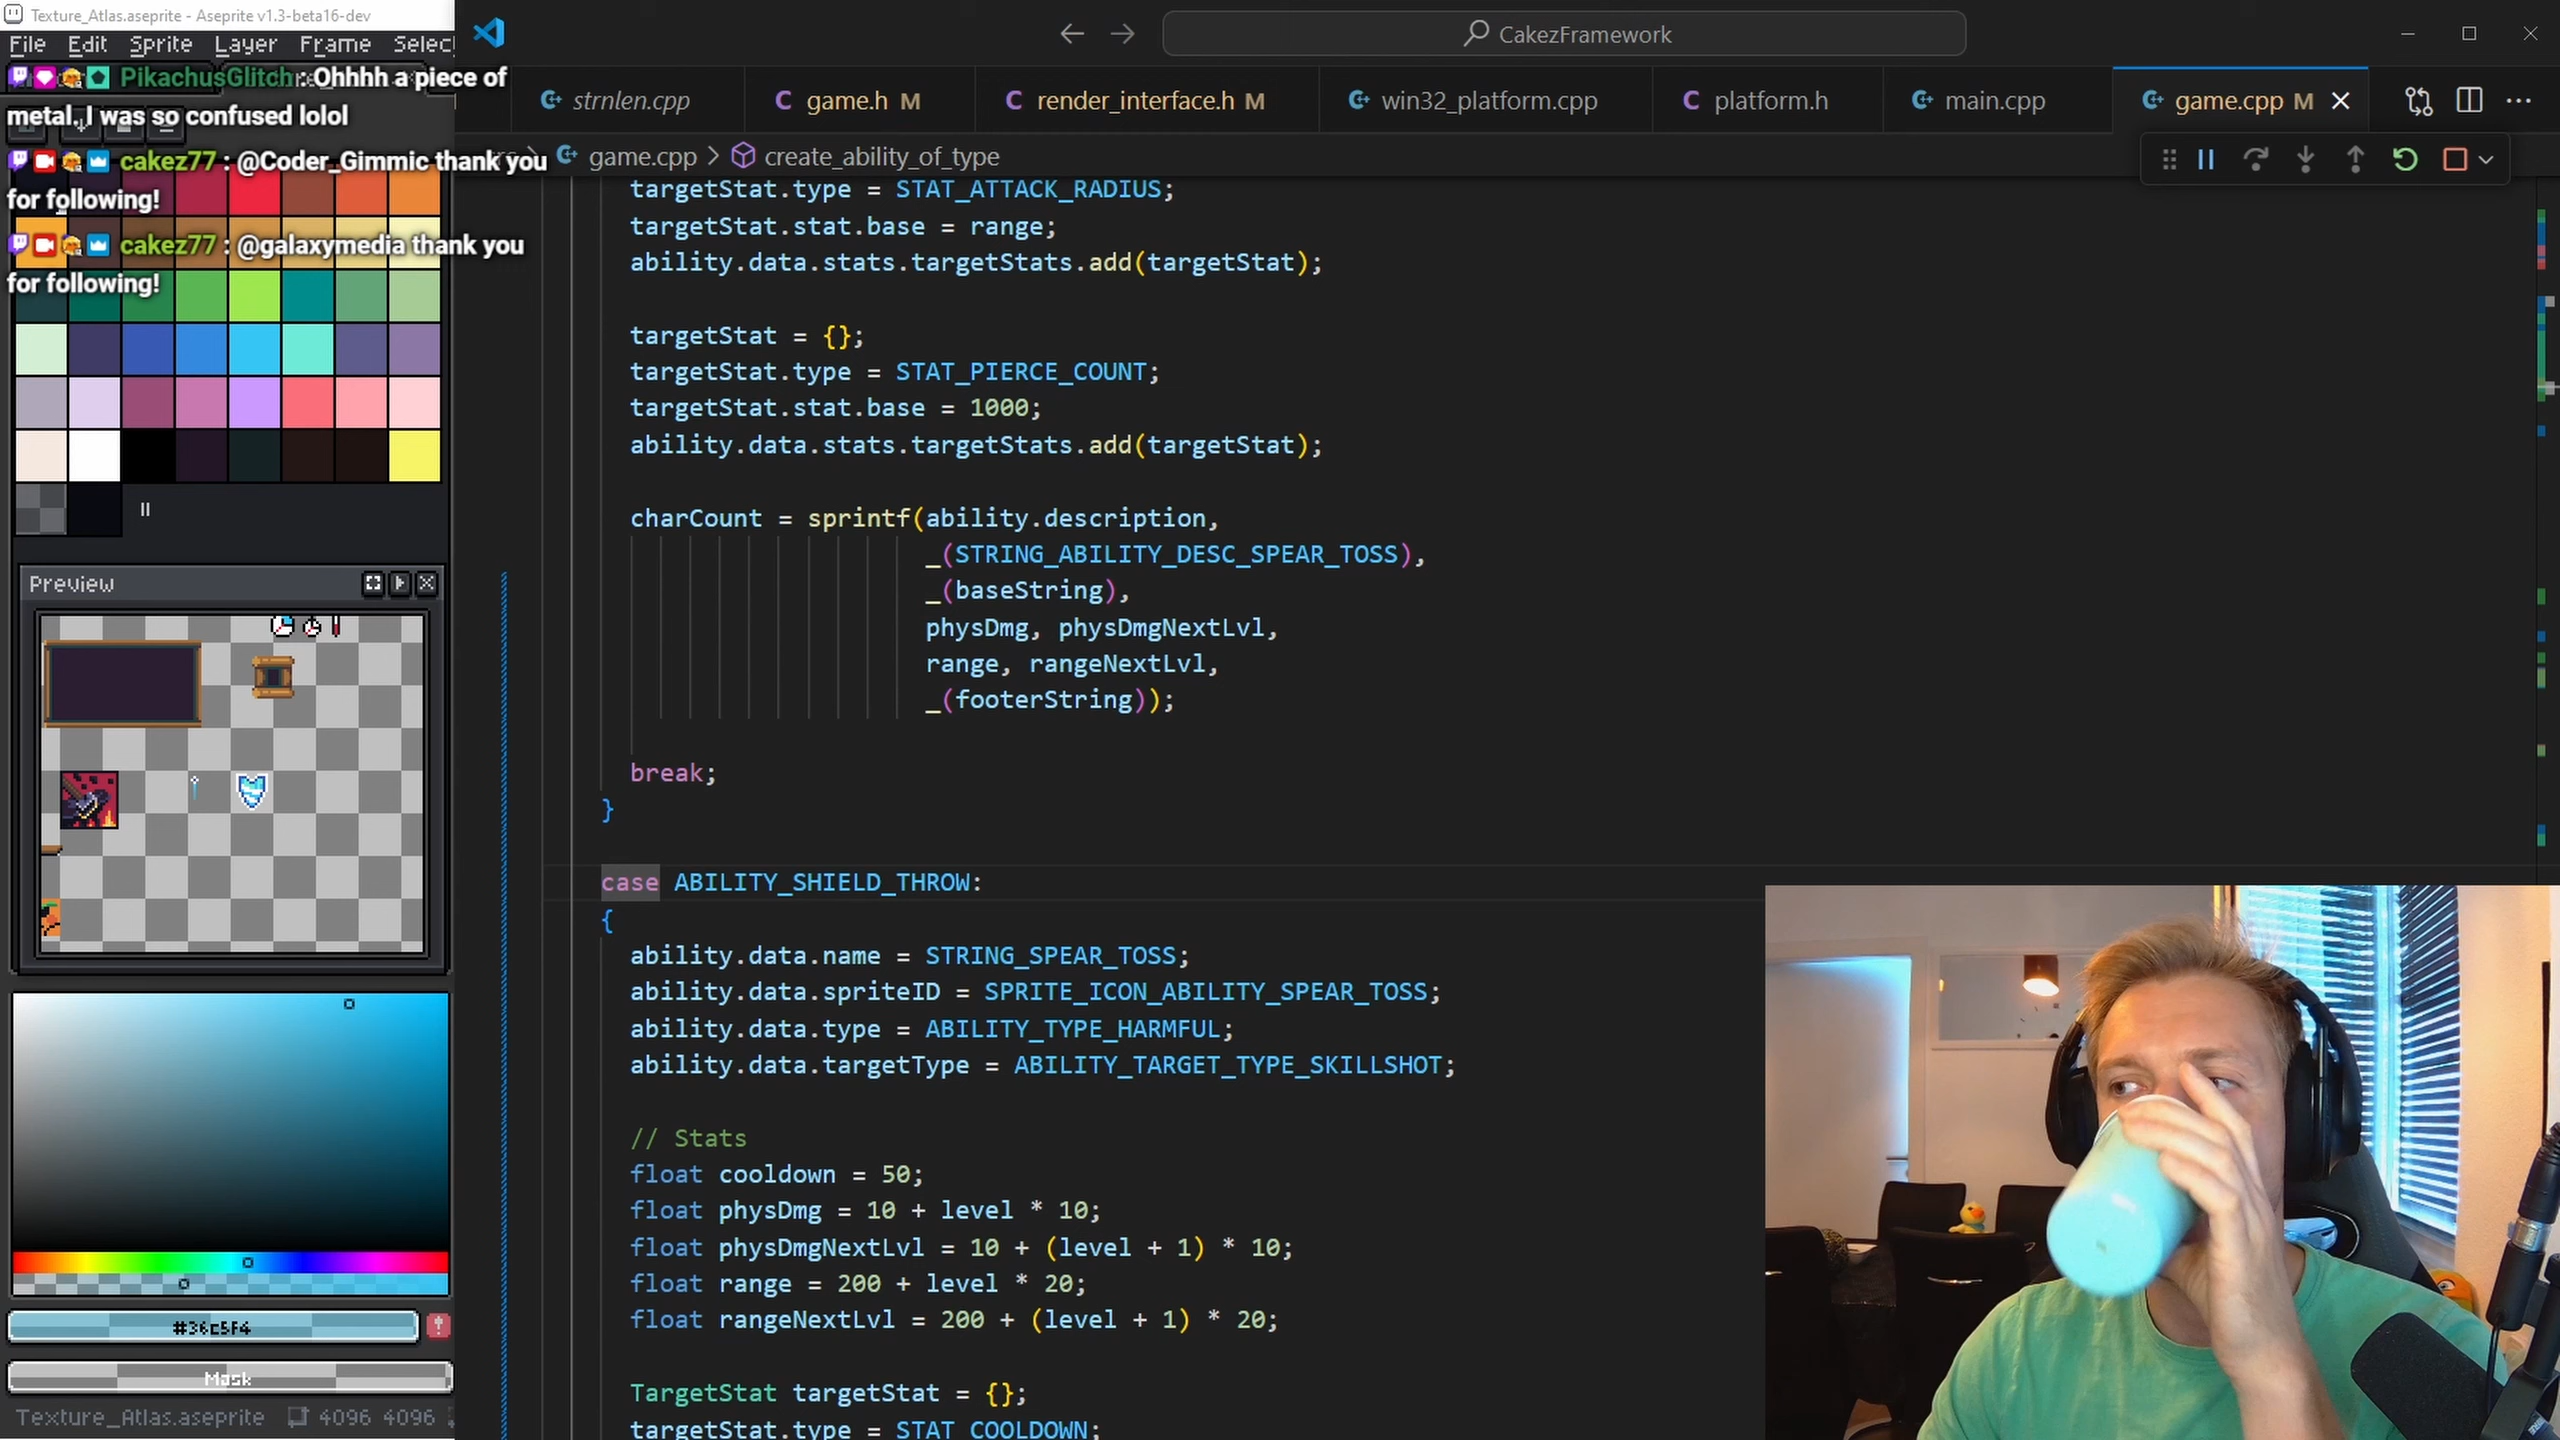 Texture_Atlas.aseprite - Aseprite v1.3-beta16-dev
File Edit Sprite Layer Frame Selec
PikachusGlitch : Ohhhh a piece of
metal. I was so confused lolol
cakez77 : @Coder_Gimmic thank you
for following!
cakez77 : @galaxymedia thank you
for following!
Preview
#36c5f4
Mask
Texture_Atlas.aseprite 4096 4096
CakezFramework
strnlen.cpp
game.h M
render_interface.h M
win32_platform.cpp
platform.h
main.cpp
game.cpp M
game.cpp > create_ability_of_type
targetStat.type = STAT_ATTACK_RADIUS;
targetStat.stat.base = range;
ability.data.stats.targetStats.add(targetStat);
targetStat = {};
targetStat.type = STAT_PIERCE_COUNT;
targetStat.stat.base = 1000;
ability.data.stats.targetStats.add(targetStat);
charCount = sprintf(ability.description,
_(STRING_ABILITY_DESC_SPEAR_TOSS),
_(baseString),
physDmg, physDmgNextLvl,
range, rangeNextLvl,
_(footerString));
break;
}
case ABILITY_SHIELD_THROW:
{
ability.data.name = STRING_SPEAR_TOSS;
ability.data.spriteID = SPRITE_ICON_ABILITY_SPEAR_TOSS;
ability.data.type = ABILITY_TYPE_HARMFUL;
ability.data.targetType = ABILITY_TARGET_TYPE_SKILLSHOT;
// Stats
float cooldown = 50;
float physDmg = 10 + level * 10;
float physDmgNextLvl = 10 + (level + 1) * 10;
float range = 200 + level * 20;
float rangeNextLvl = 200 + (level + 1) * 20;
TargetStat targetStat = {};
targetStat.type = STAT_COOLDOWN;